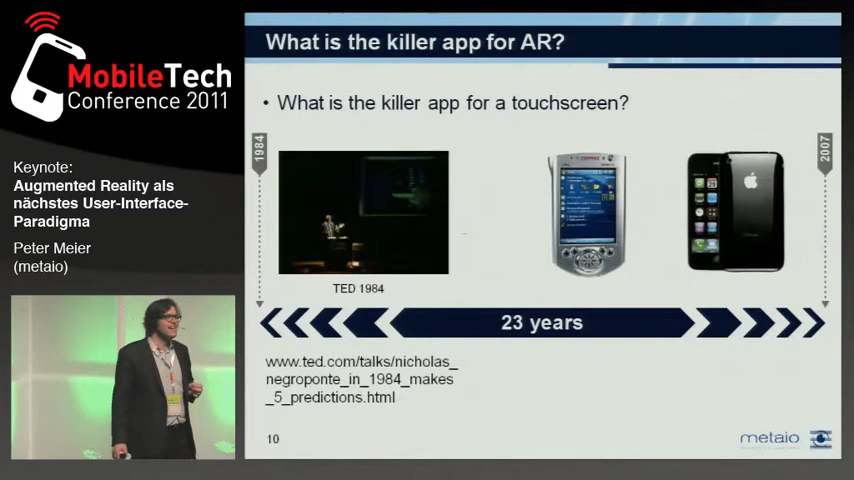 MobileTech
Conference 2011
Keynote:
Augmented Reality als
nächstes User-Interface-
Paradigma
Peter Meier
(metaio)
What is the killer app for AR?
• What is the killer app for a touchscreen?
1984
2007
TED 1984
23 years
www.ted.com/talks/nicholas_
negroponte_in_1984_makes
_5_predictions.html
10
metaio